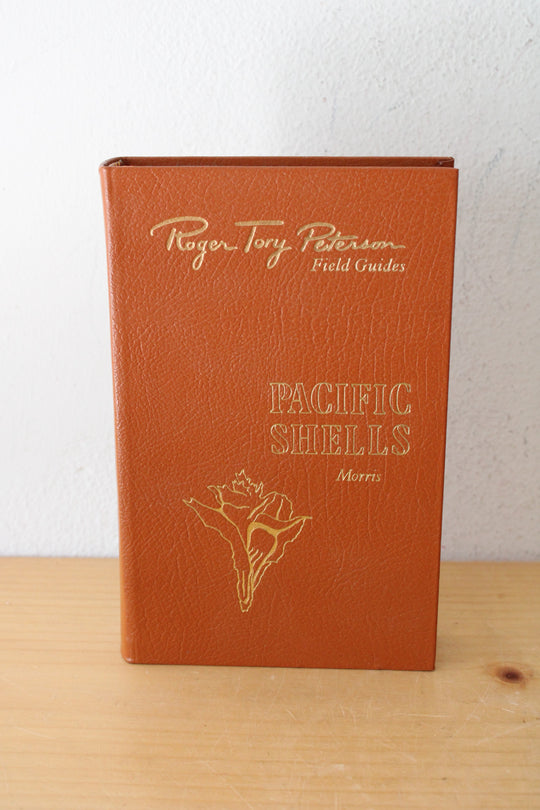 Roger Tory Peterson
Field Guides
PACIFIC
SHELLS
Morris